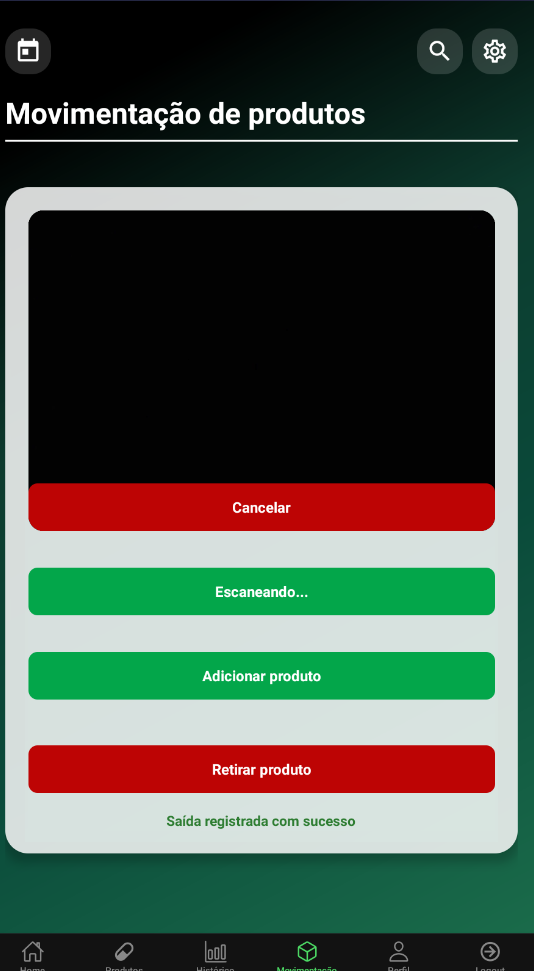 Movimentação de produtos
Cancelar
Escaneando...
Adicionar produto
Retirar produto
Saída registrada com sucesso
Home
Produtos
Histórico
Movimentação
Perfil
Logout